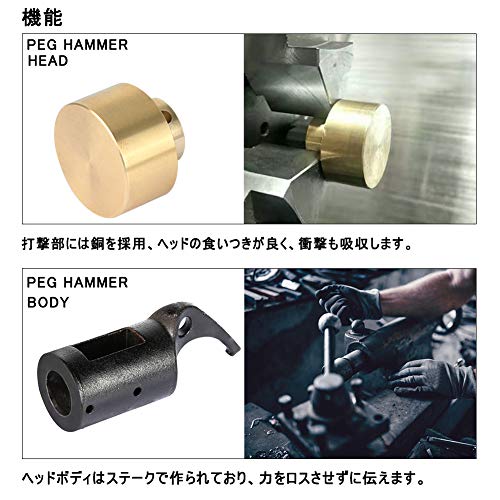 機能
PEG HAMMER
HEAD
打撃部には銅を採用、ヘッドの食いつきが良く、衝撃も吸収します。
PEG HAMMER
BODY
ヘッドボディはステークで作られており、力をロスさせずに伝えます。